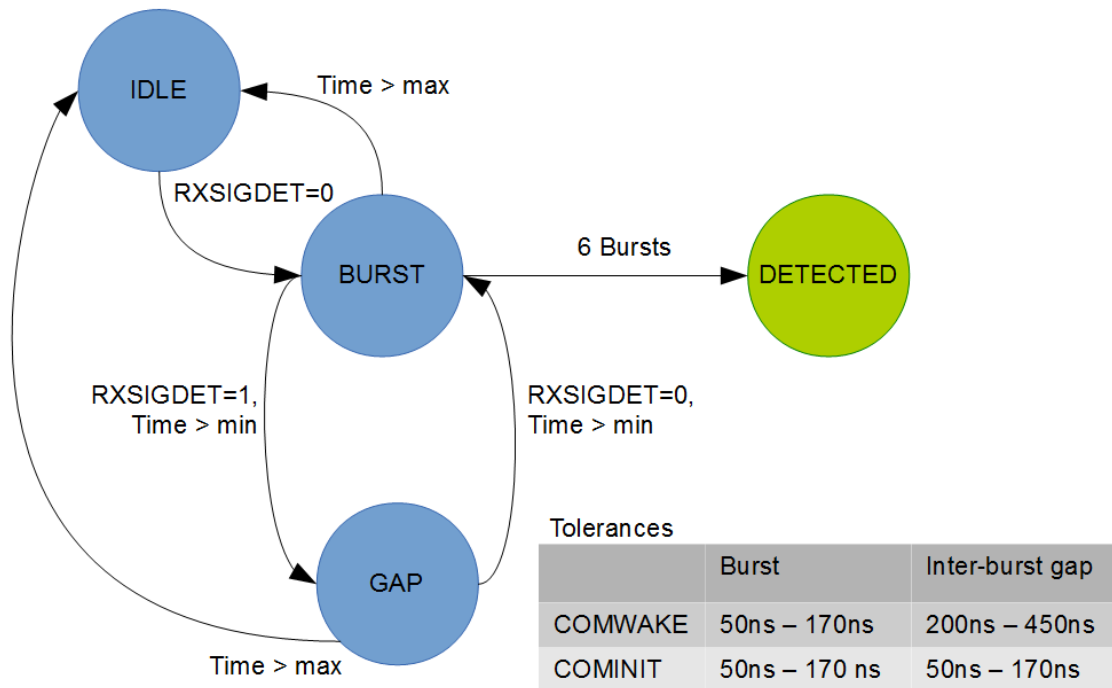 IDLE
Time > max
RXSIGDET=0
6 Bursts
BURST
DETECTED
RXSIGDET=1,
Time > min
RXSIGDET=0,
Time > min
GAP
Time > max
Tolerances
Burst Inter-burst gap
COMWAKE 50ns – 170ns 200ns – 450ns
COMINIT 50ns – 170 ns 50ns – 170ns